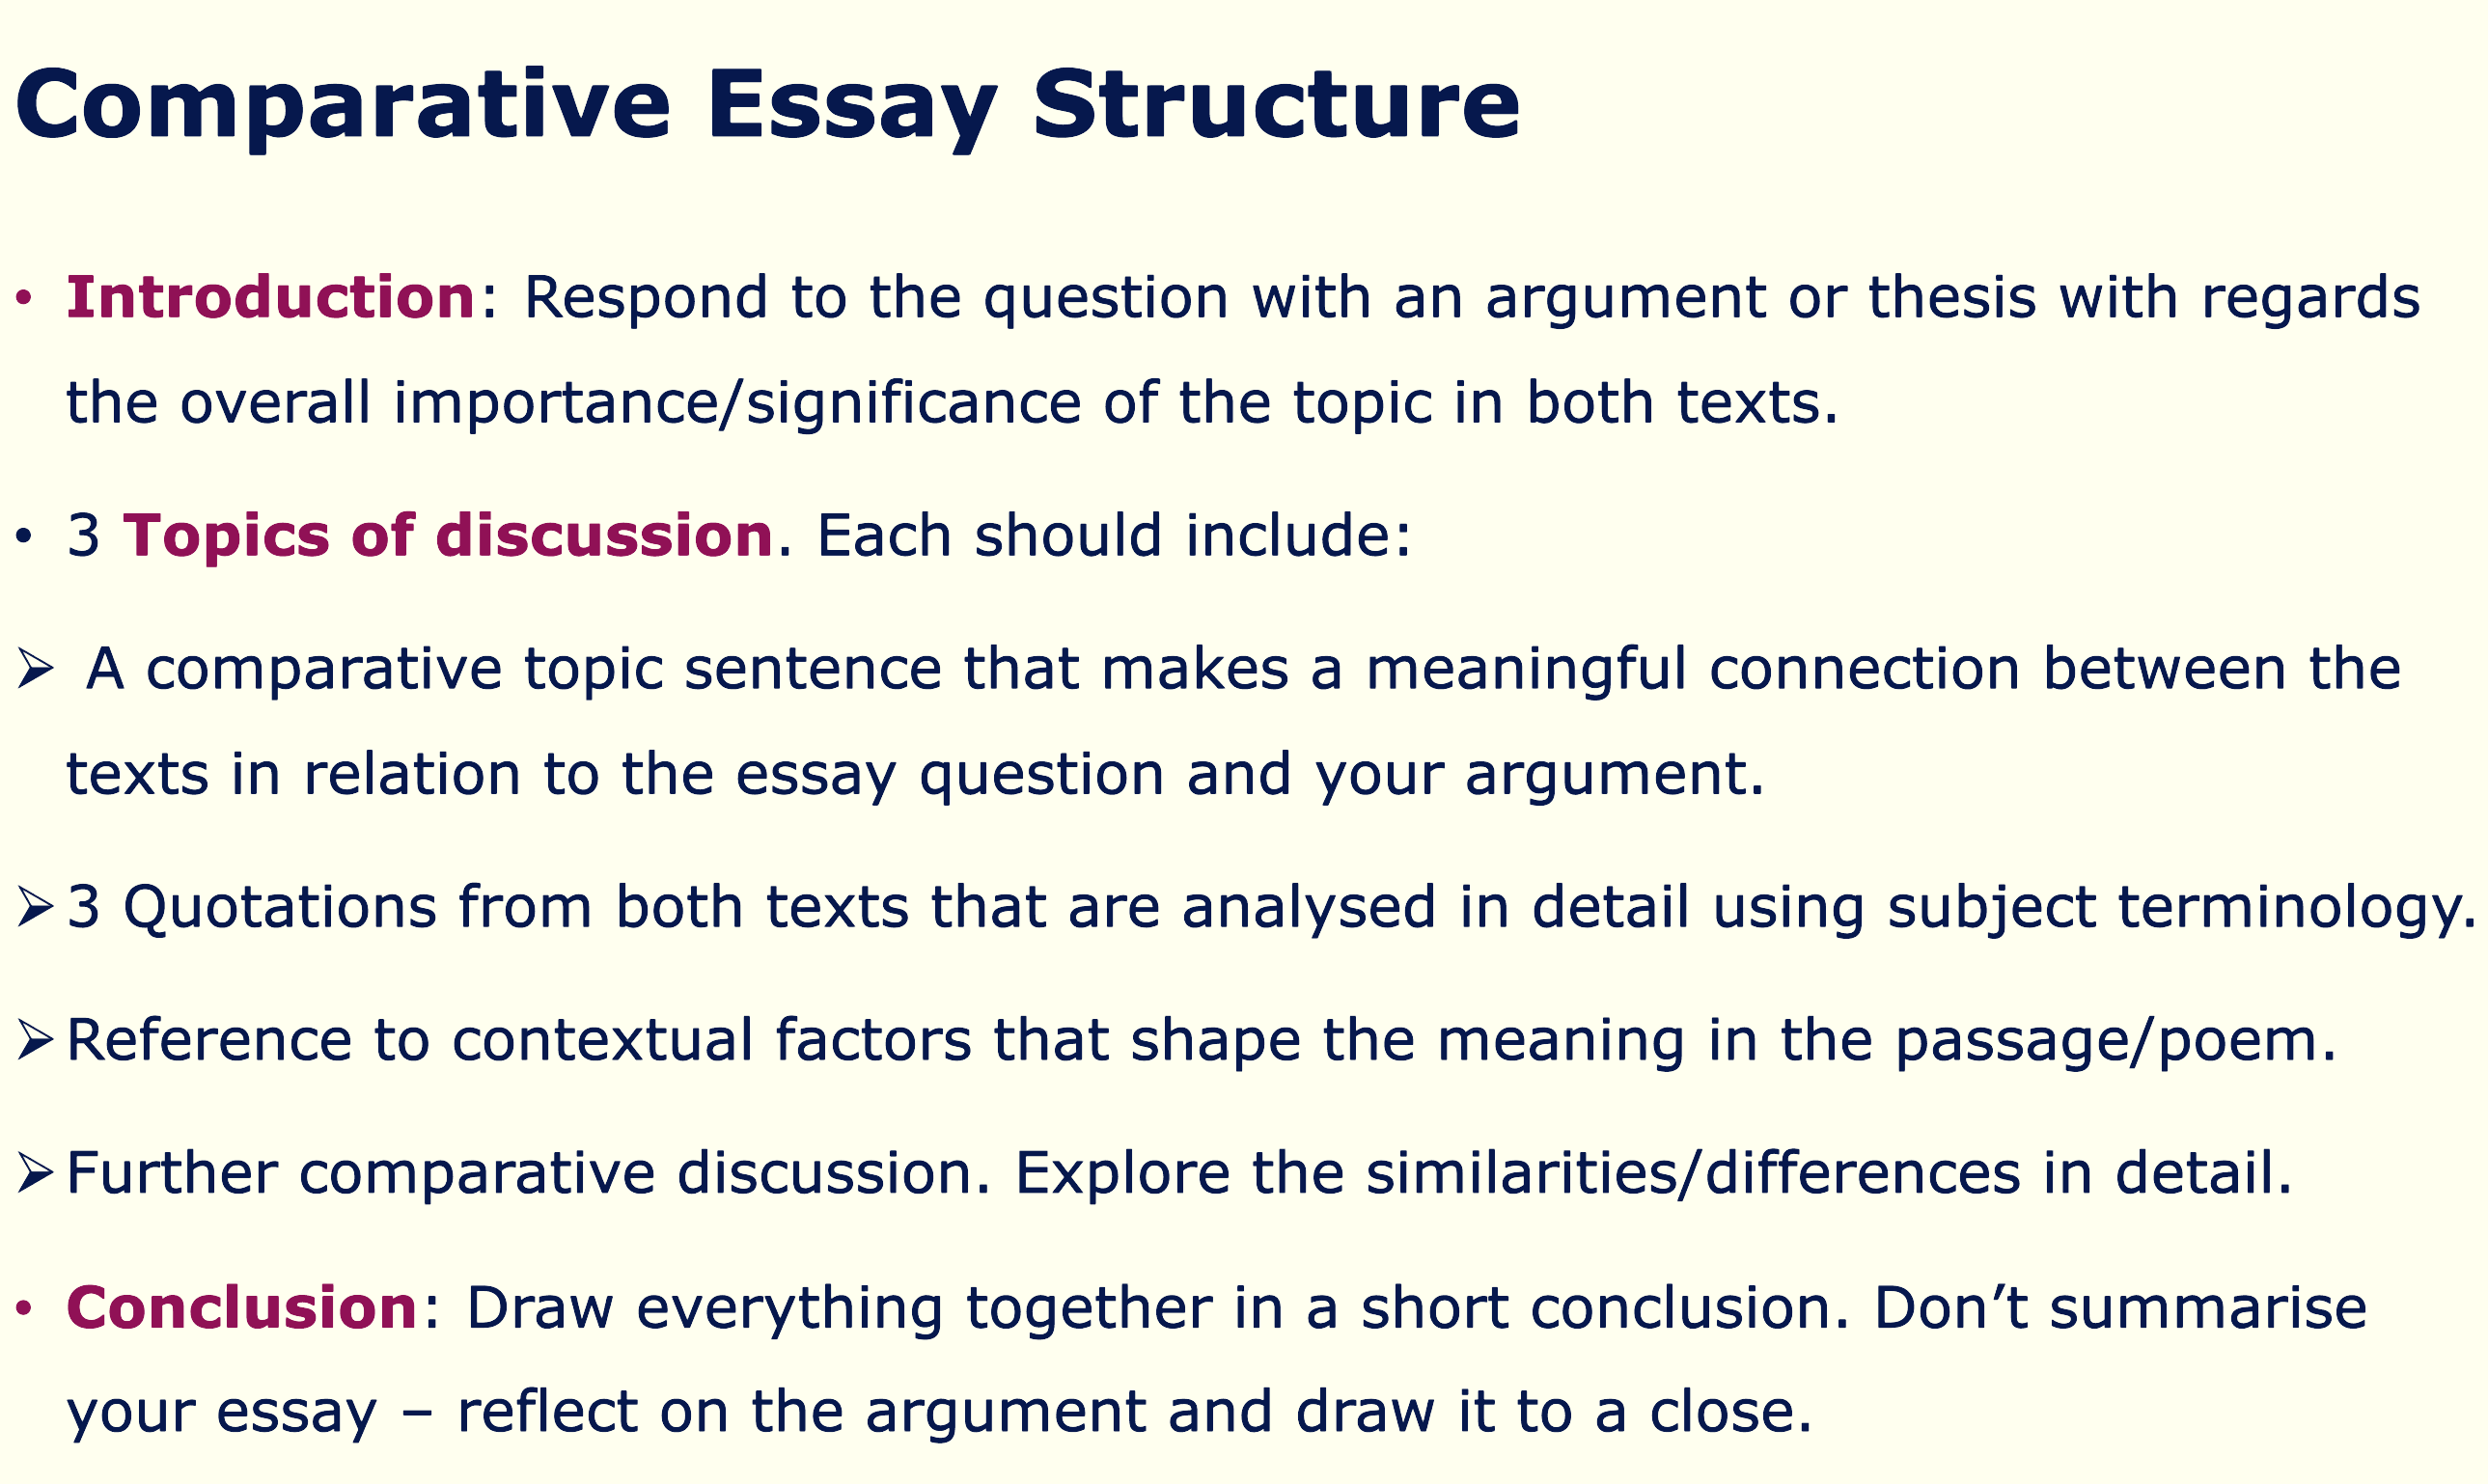 Comparative Essay Structure
• Introduction: Respond to the question with an argument or thesis with regards
the overall importance/significance of the topic in both texts.
• 3 Topics of discussion. Each should include:
➢ A comparative topic sentence that makes a meaningful connection between the
texts in relation to the essay question and your argument.
➢ 3 Quotations from both texts that are analysed in detail using subject terminology.
➢ Reference to contextual factors that shape the meaning in the passage/poem.
➢ Further comparative discussion. Explore the similarities/differences in detail.
• Conclusion: Draw everything together in a short conclusion. Don’t summarise
your essay – reflect on the argument and draw it to a close.